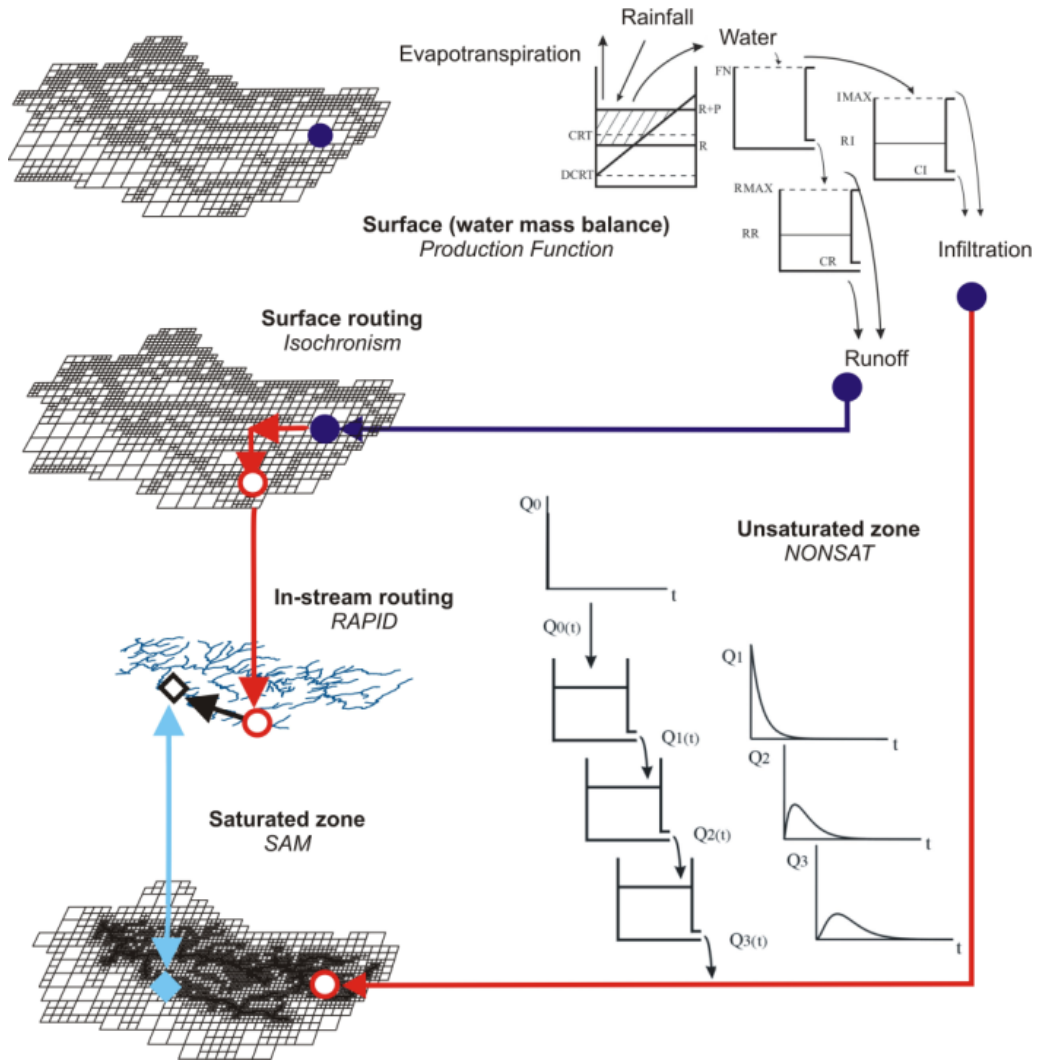 Rainfall
Evapotranspiration
Water
FN
IMAX
R+P
CRT
RI
R
CI
DCRT
RMAX
Surface (water mass balance)
Production Function
RR
CR
Infiltration
Surface routing
Isochronism
Runoff
Q0
Unsaturated zone
NONSAT
t
In-stream routing
RAPID
Q0(t)
Q1
Q1(t)
t
Q2
Saturated zone
SAM
Q2(t)
t
Q3
Q3(t)
t